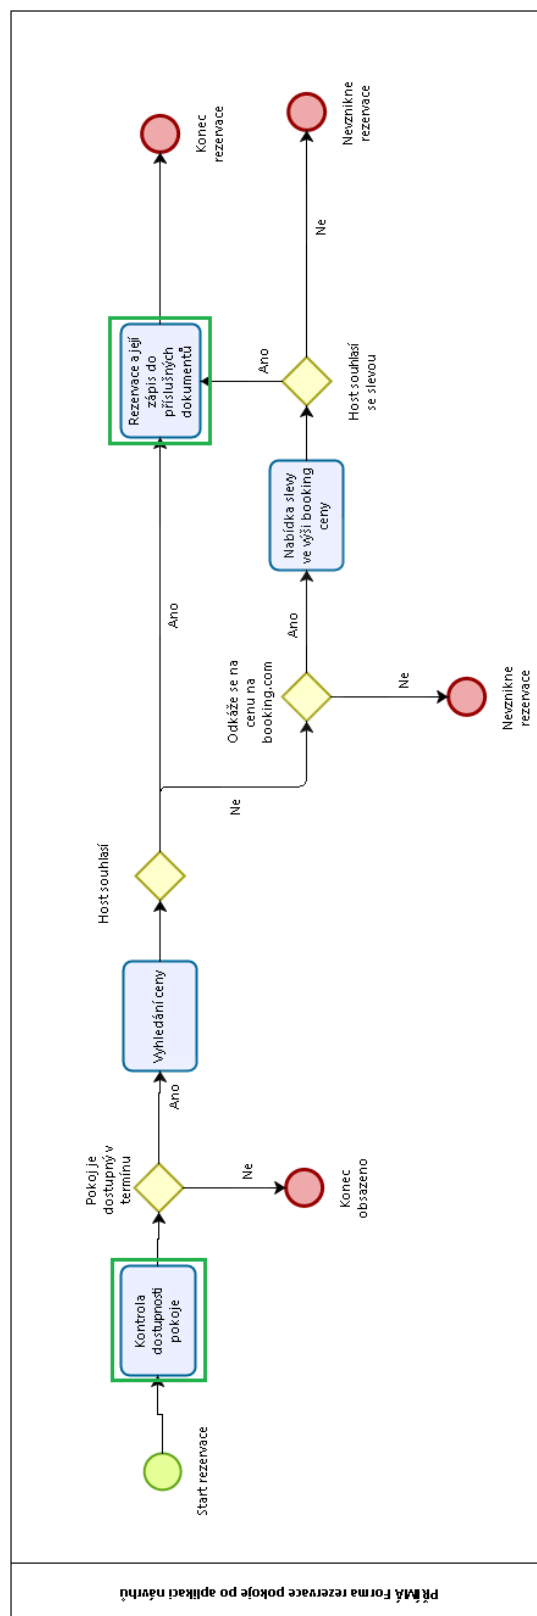 PŘÍMÁ Forma rezervace pokoje po aplikaci návrhů
Start rezervace
Kontrola
dostupnosti
pokoje
Pokoj je
dostupný v
termínu
Ne
Konec
obsazeno
Ano
Vyhledání ceny
Host souhlasí
Ano
Ne
Odkáže se na
cenu na
booking.com
Ne
Nevznikne
rezervace
Ano
Nabídka slevy
ve výši booking
ceny
Host souhlasí
se slevou
Ano
Ne
Nevznikne
rezervace
Rezervace a její
zápis do
příslušných
dokumentů
Konec
rezervace